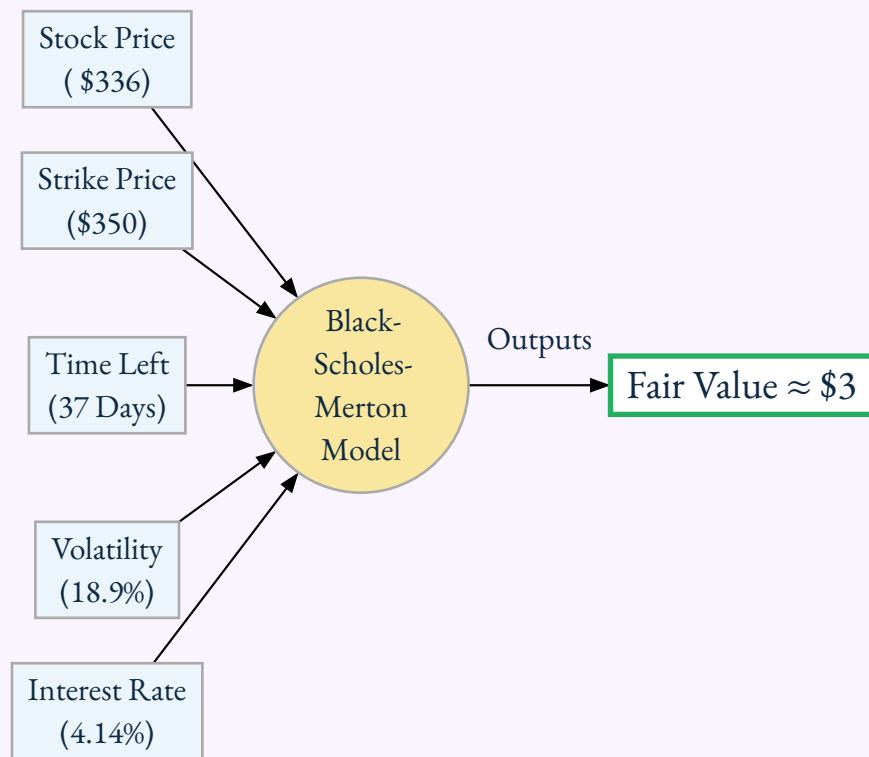 Stock Price
( $336)
Strike Price
($350)
Time Left
(37 Days)
Volatility
(18.9%)
Interest Rate
(4.14%)
Black-
Scholes-
Merton
Model
Outputs
Fair Value ≈ $3